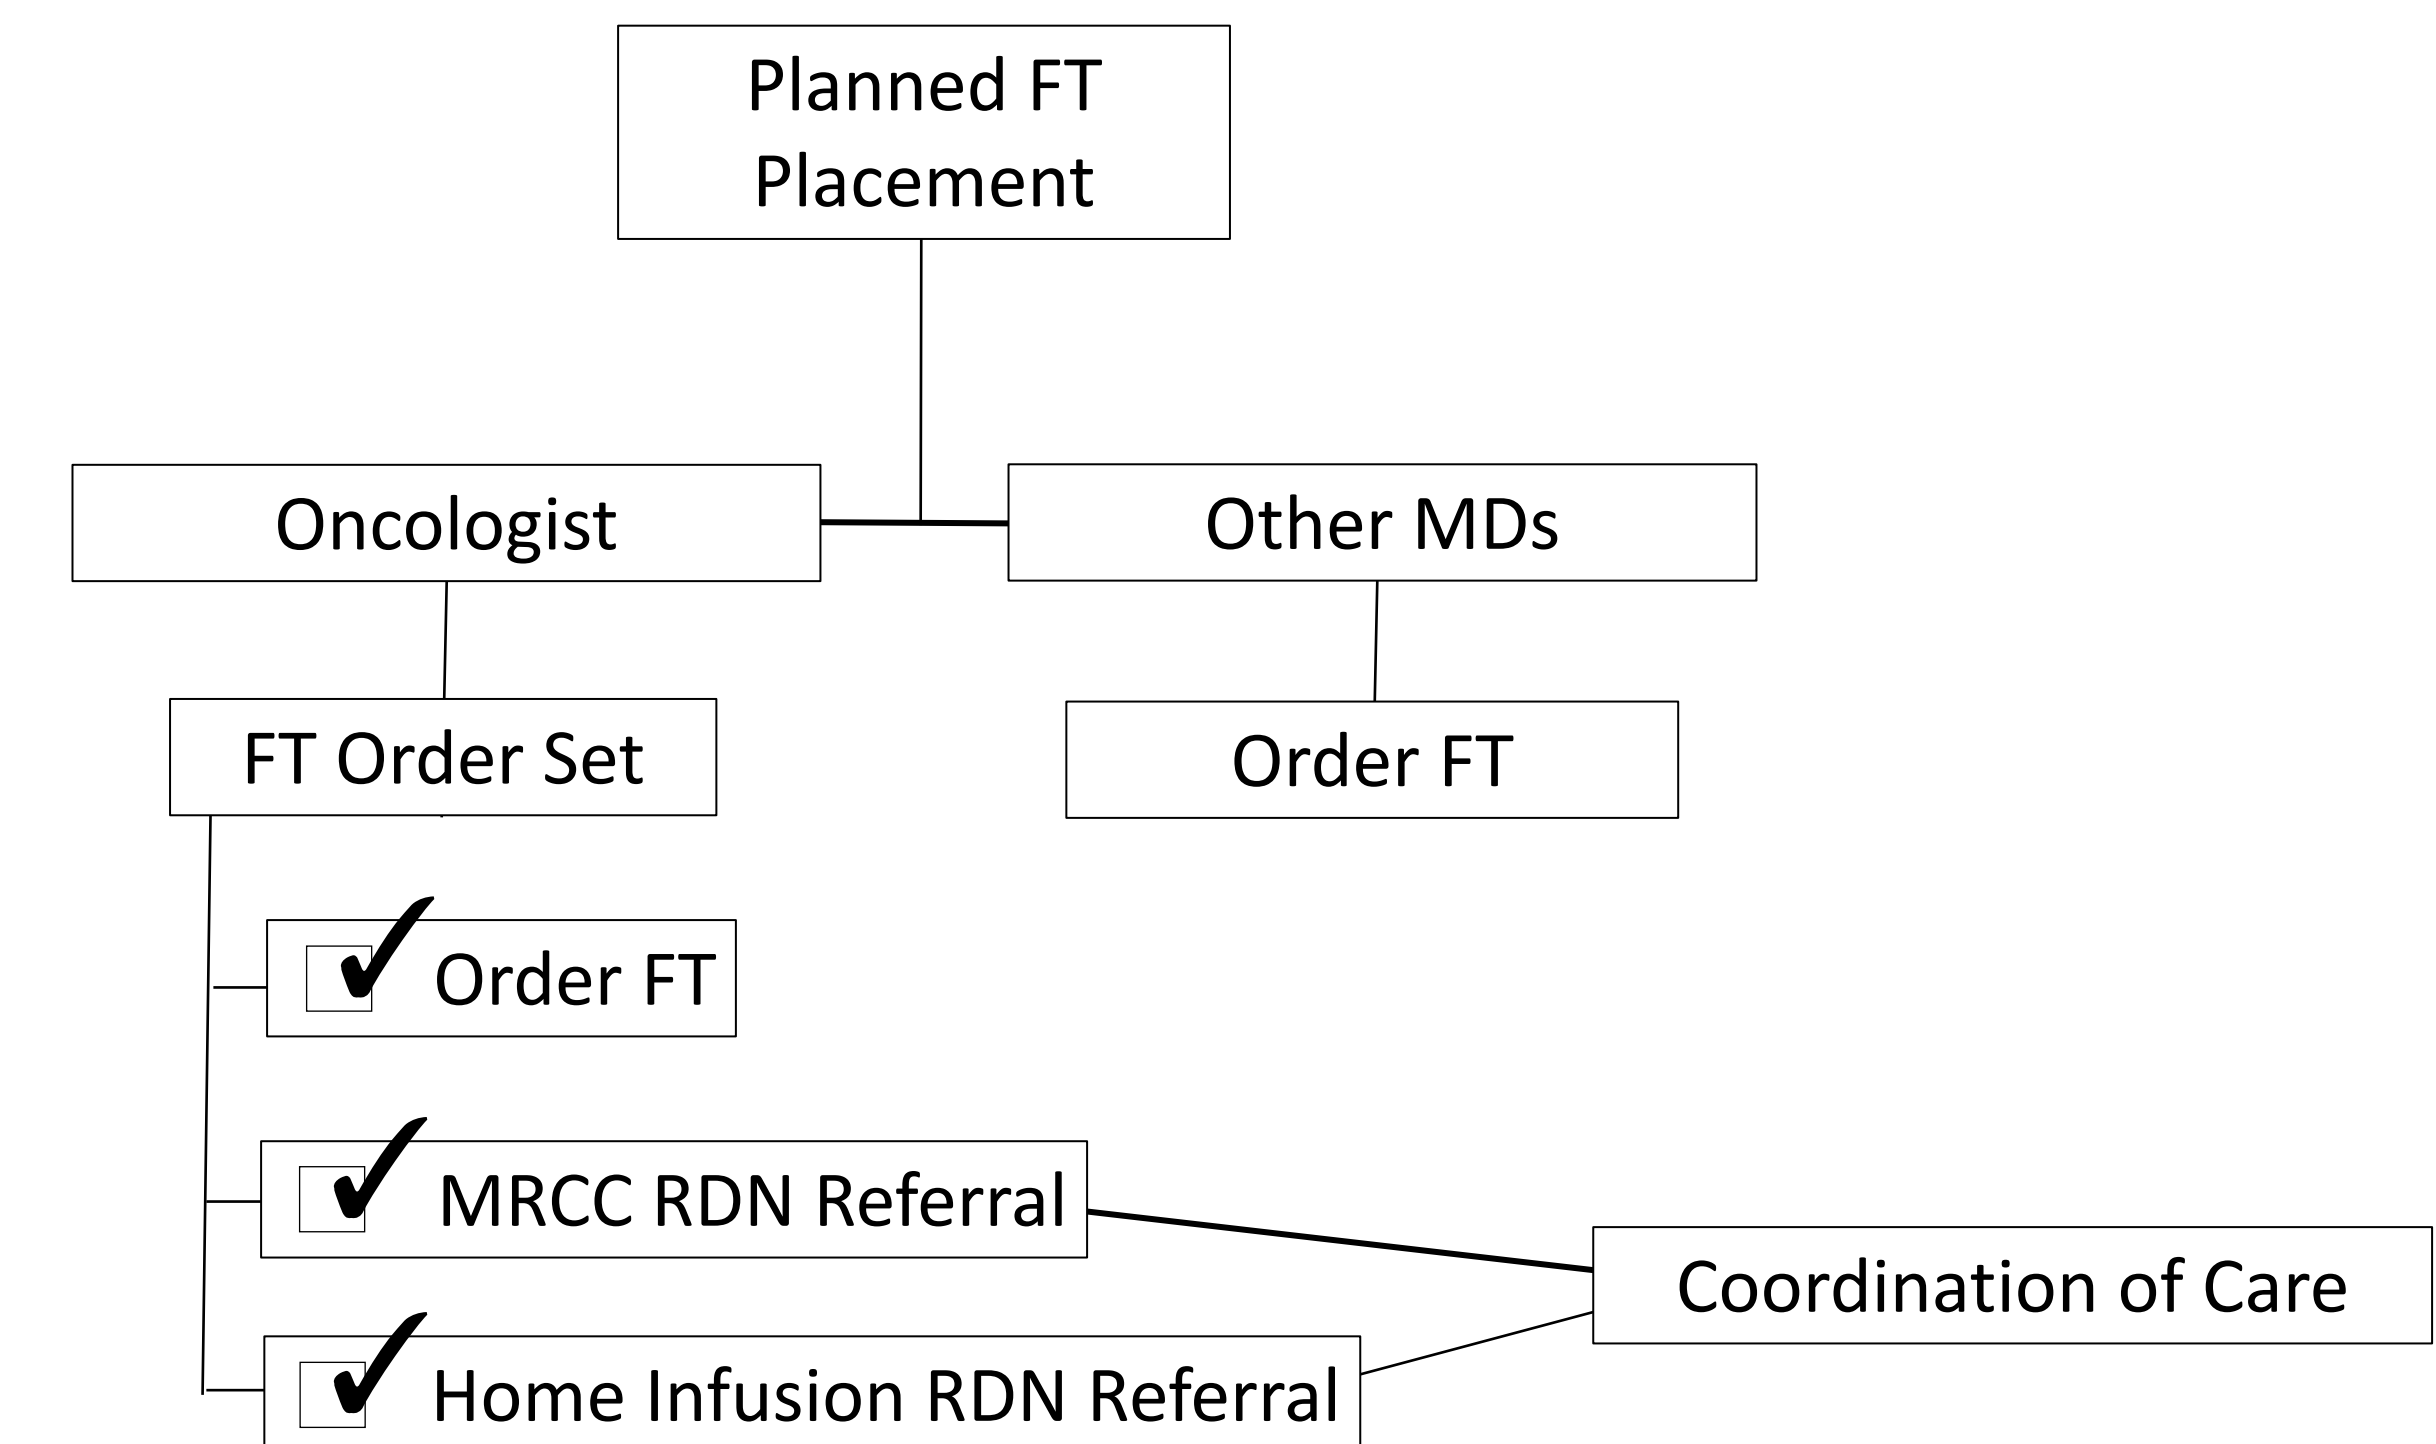 Planned FT
Placement
Oncologist
Other MDs
FT Order Set
Order FT
Order FT
MRCC RDN Referral
Coordination of Care
Home Infusion RDN Referral